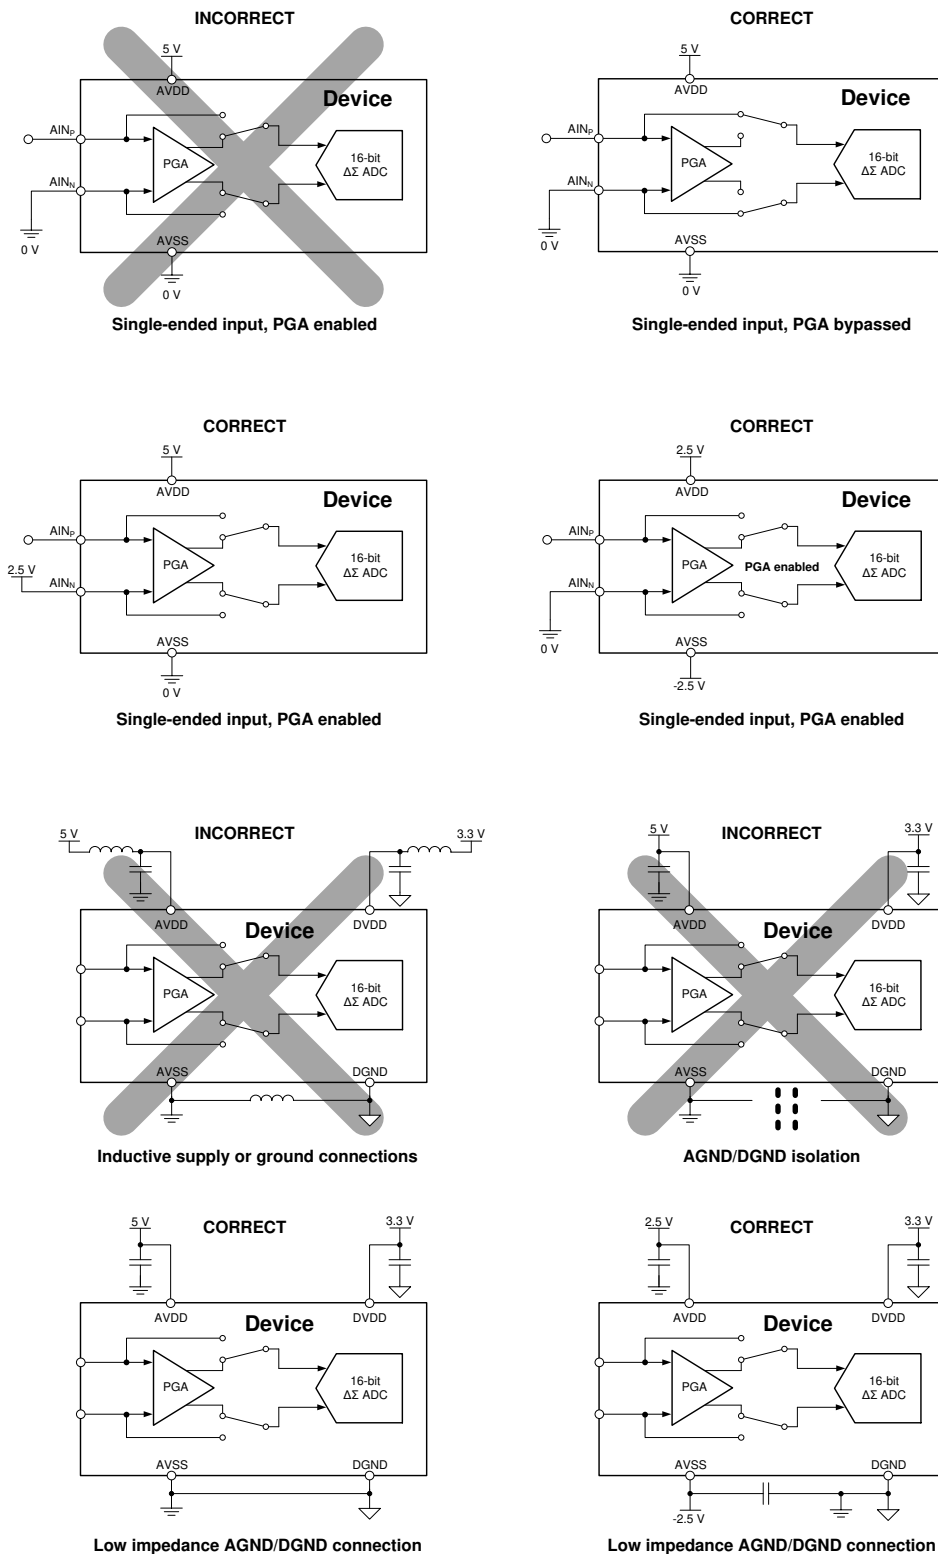 INCORRECT
5 V
AVDD
Device
AINP
PGA
16-bit
ΔΣ ADC
AINN
0 V
AVSS
0 V
Single-ended input, PGA enabled
CORRECT
5 V
AVDD
Device
AINP
PGA
16-bit
ΔΣ ADC
AINN
0 V
AVSS
0 V
Single-ended input, PGA bypassed
CORRECT
5 V
AVDD
Device
AINP
PGA
16-bit
ΔΣ ADC
2.5 V
AINN
AVSS
0 V
Single-ended input, PGA enabled
CORRECT
2.5 V
AVDD
Device
AINP
PGA
PGA enabled
16-bit
ΔΣ ADC
AINN
0 V
AVSS
-2.5 V
Single-ended input, PGA enabled
INCORRECT
5 V
3.3 V
AVDD
DVDD
Device
PGA
16-bit
ΔΣ ADC
AVSS
DGND
Inductive supply or ground connections
INCORRECT
5 V
3.3 V
AVDD
DVDD
Device
PGA
16-bit
ΔΣ ADC
AVSS
DGND
AGND/DGND isolation
CORRECT
5 V
3.3 V
AVDD
DVDD
Device
PGA
16-bit
ΔΣ ADC
AVSS
DGND
Low impedance AGND/DGND connection
CORRECT
2.5 V
3.3 V
AVDD
DVDD
Device
PGA
16-bit
ΔΣ ADC
AVSS
DGND
-2.5 V
Low impedance AGND/DGND connection